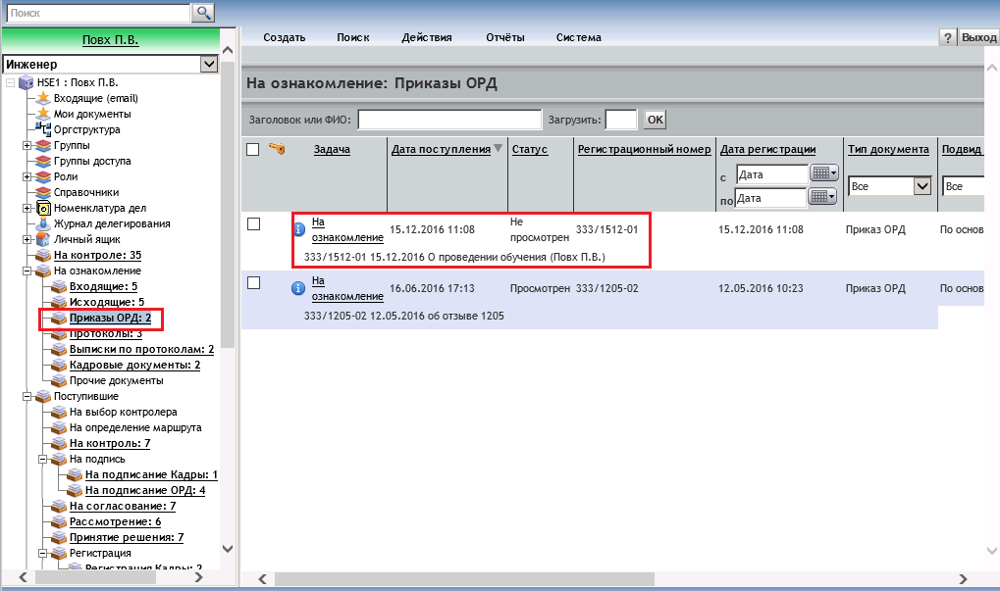 Поиск
Повх П.В.
Инженер
HSE1 : Повх П.В.
Входящие (email)
Мои документы
Оргструктура
Группы
Группы доступа
Роли
Справочники
Номенклатура дел
Журнал делегирования
Личный ящик
На контроле: 35
На ознакомление
Входящие: 5
Исходящие: 5
Приказы ОРД: 2
Протоколы: 3
Выписки по протоколам: 2
Кадровые документы: 2
Прочие документы
Поступившие
На выбор контролера
На определение маршрута
На контроль: 7
На подпись
На подписание Кадры: 1
На подписание ОРД: 4
На согласование: 7
Рассмотрение: 6
Принятие решения: 7
Регистрация
Регистрация Кадры: 2
Создать Поиск Действия Отчёты Система ? Выход
На ознакомление: Приказы ОРД
Заголовок или ФИО: Загрузить: OK
Задача Дата поступления Статус Регистрационный номер Дата регистрации Тип документа Подвид
с Дата Все Все
по Дата
На ознакомление 15.12.2016 11:08 Не просмотрен 333/1512-01 15.12.2016 11:08 Приказ ОРД По основ
333/1512-01 15.12.2016 О проведении обучения (Повх П.В.)
На ознакомление 16.06.2016 17:13 Просмотрен 333/1205-02 12.05.2016 10:23 Приказ ОРД По основ
333/1205-02 12.05.2016 об отзыве 1205